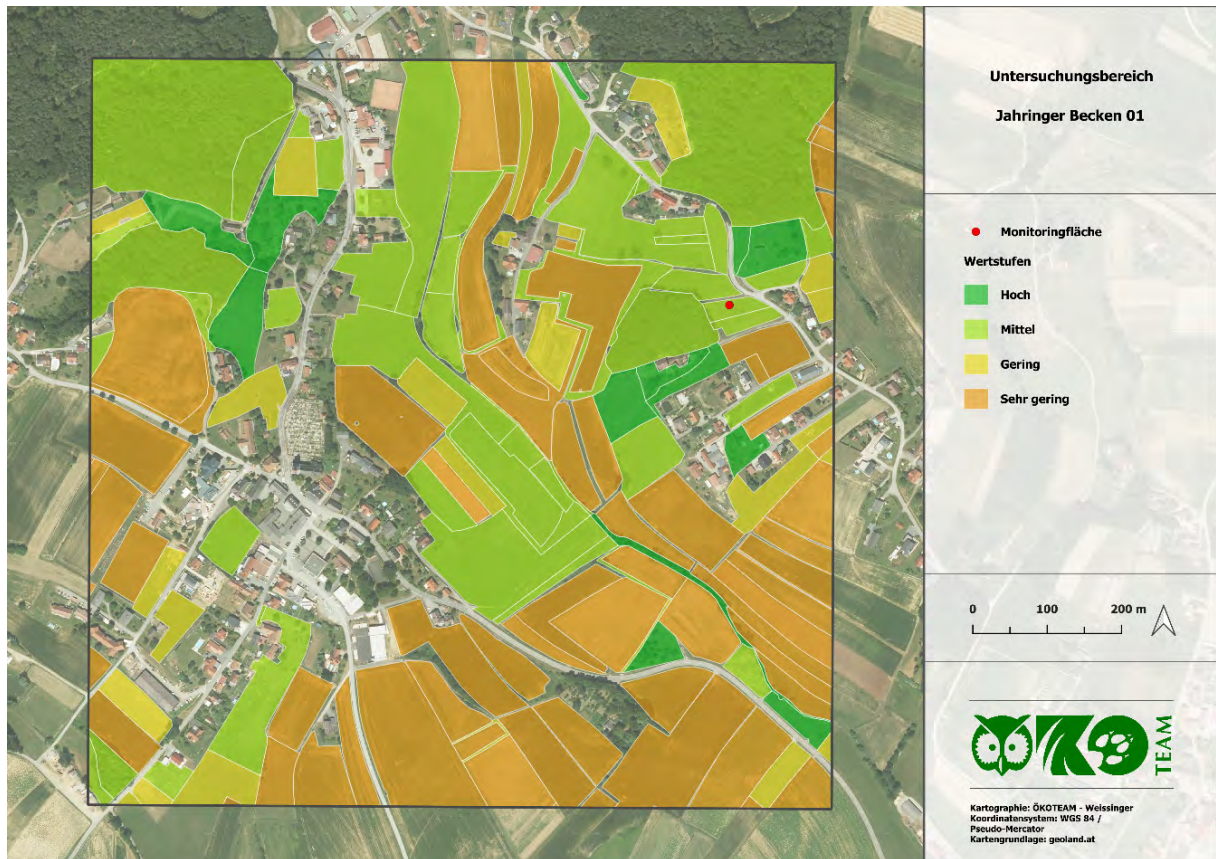 Untersuchungsbereich
Jahringer Becken 01
Monitoringfläche
Wertstufen
Hoch
Mittel
Gering
Sehr gering
0 100 200 m
ÖKO
TEAM
Kartographie: ÖKOTEAM - Weissinger
Koordinatensystem: WGS 84 /
Pseudo-Mercator
Kartengrundlage: geoland.at